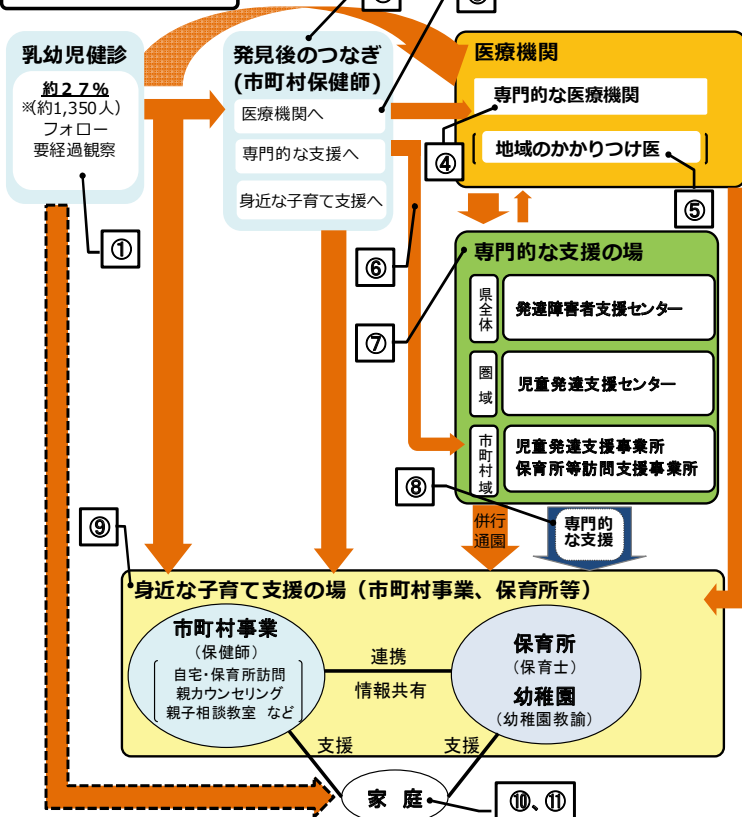 乳幼児健診
約27%
※(約1,350人)
フォロー
要経過観察
①
発見後のつなぎ
(市町村保健師)
医療機関へ
専門的な支援へ
身近な子育て支援へ
医療機関
専門的な医療機関
地域のかかりつけ医
④
⑤
⑥
⑦
専門的な支援の場
県全体
発達障害者支援センター
圏域
児童発達支援センター
市町村域
児童発達支援事業所
保育所等訪問支援事業所
⑧
併行
通園
専門的
な支援
⑨
身近な子育て支援の場（市町村事業、保育所等）
市町村事業
（保健師）
自宅・保育所訪問
親カウンセリング
親子相談教室 など
連携
情報共有
保育所
（保育士）
幼稚園
（幼稚園教諭）
支援
支援
家 庭
⑩、⑪